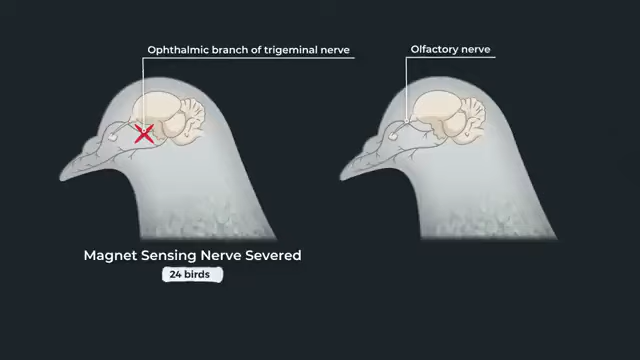 Ophthalmic branch of trigeminal nerve
Olfactory nerve
Magnet Sensing Nerve Severed
24 birds